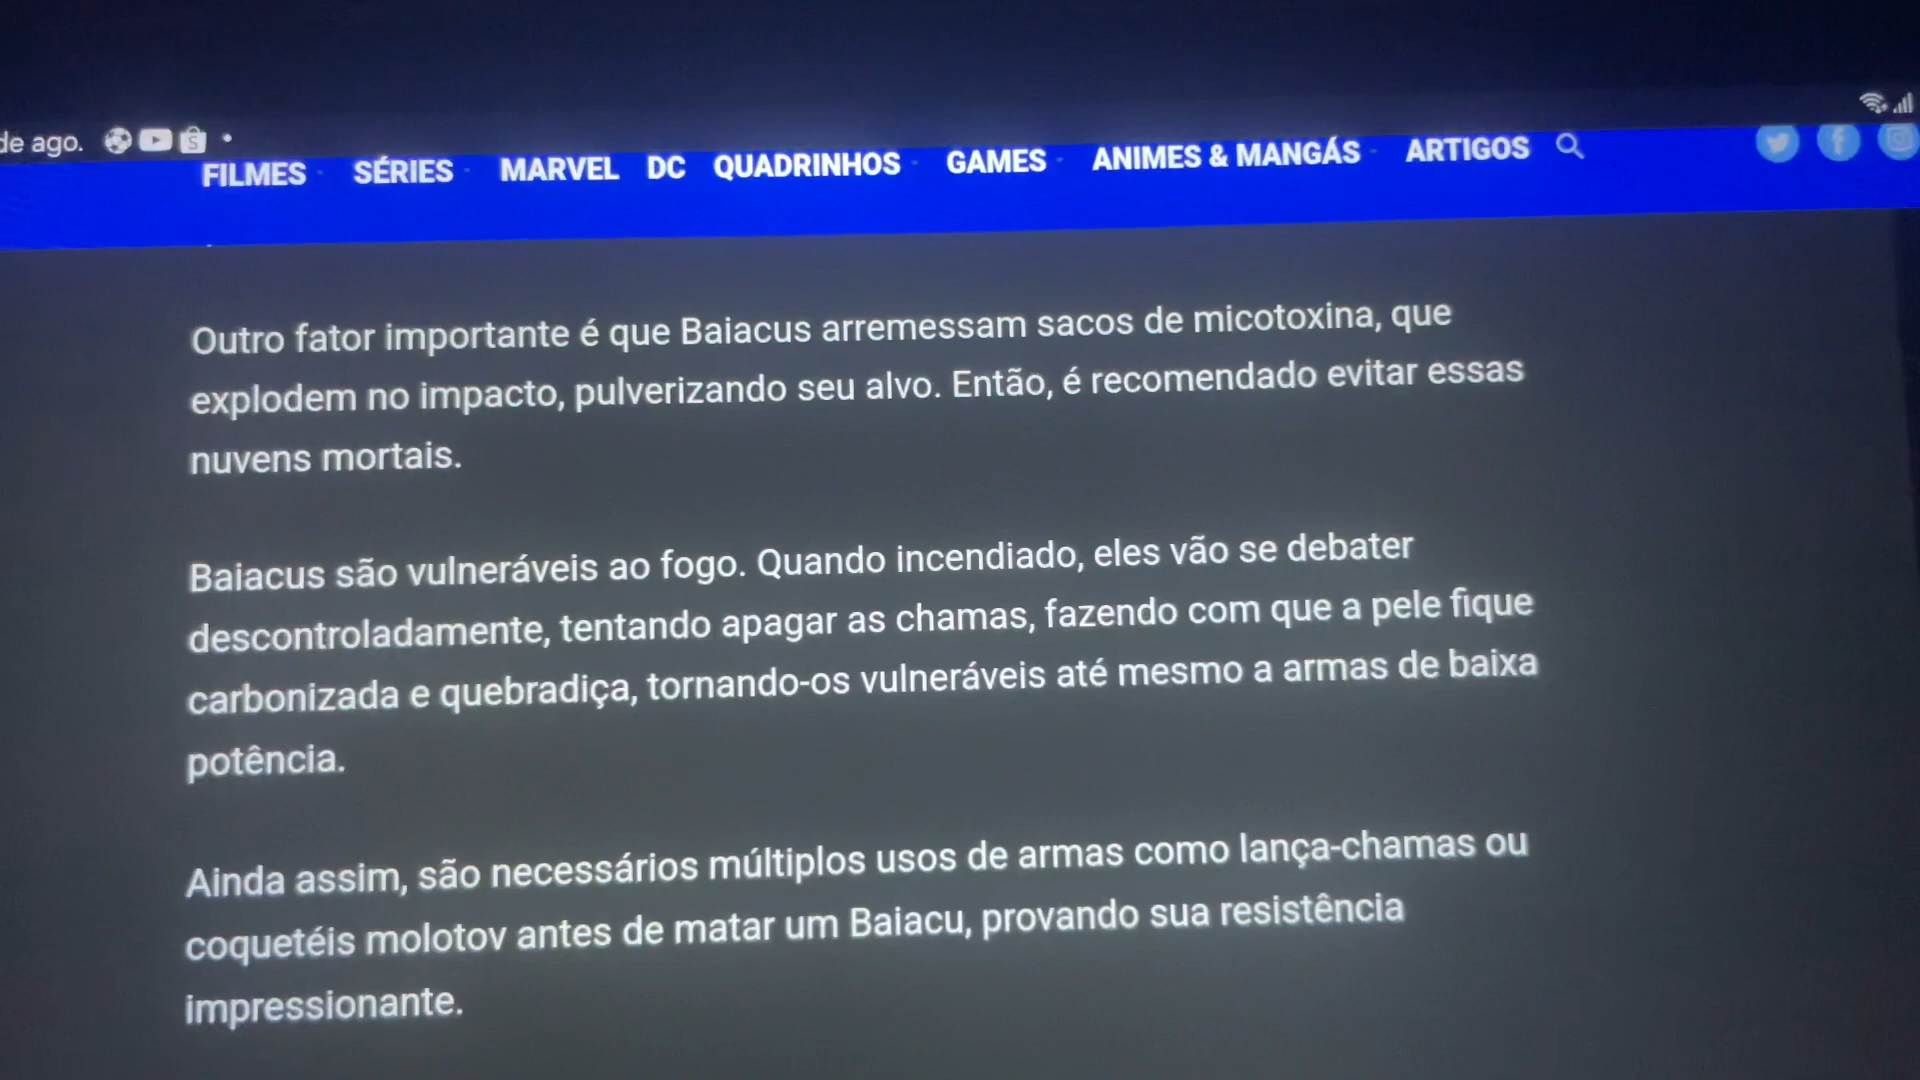 de ago.
FILMES SÉRIES MARVEL DC QUADRINHOS GAMES ANIMES & MANGÁS ARTIGOS
Outro fator importante é que Baiacus arremessam sacos de micotoxina, que
explodem no impacto, pulverizando seu alvo. Então, é recomendado evitar essas
nuvens mortais.
Baiacus são vulneráveis ao fogo. Quando incendiado, eles vão se debater
descontroladamente, tentando apagar as chamas, fazendo com que a pele fique
carbonizada e quebradiça, tornando-os vulneráveis até mesmo a armas de baixa
potência.
Ainda assim, são necessários múltiplos usos de armas como lança-chamas ou
coquetéis molotov antes de matar um Baiacu, provando sua resistência
impressionante.